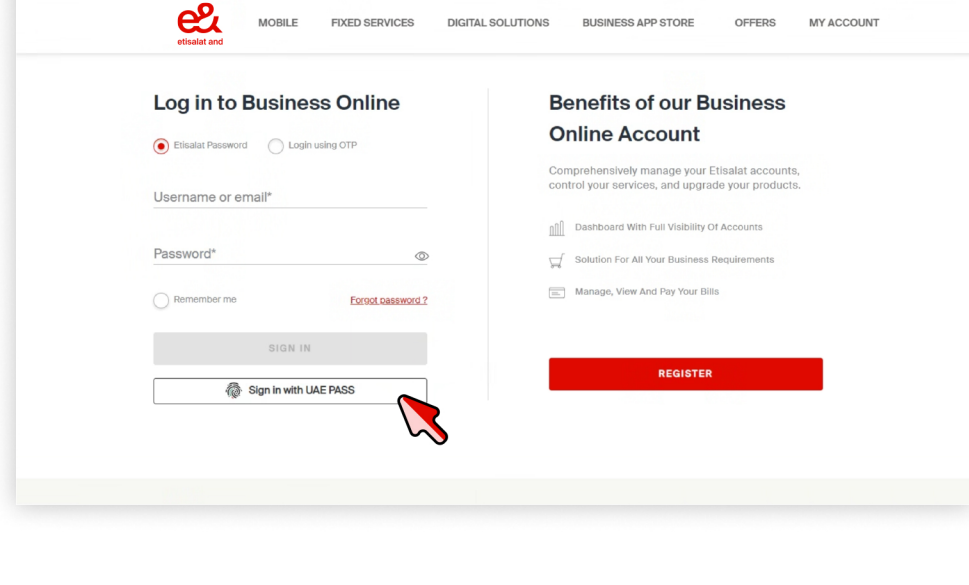 e&
etisalat and
MOBILE FIXED SERVICES DIGITAL SOLUTIONS BUSINESS APP STORE OFFERS MY ACCOUNT
Log in to Business Online
Etisalat Password Login using OTP
Username or email*
Password*
Remember me Forgot password ?
SIGN IN
Sign in with UAE PASS
Benefits of our Business
Online Account
Comprehensively manage your Etisalat accounts,
control your services, and upgrade your products.
Dashboard With Full Visibility Of Accounts
Solution For All Your Business Requirements
Manage, View And Pay Your Bills
REGISTER